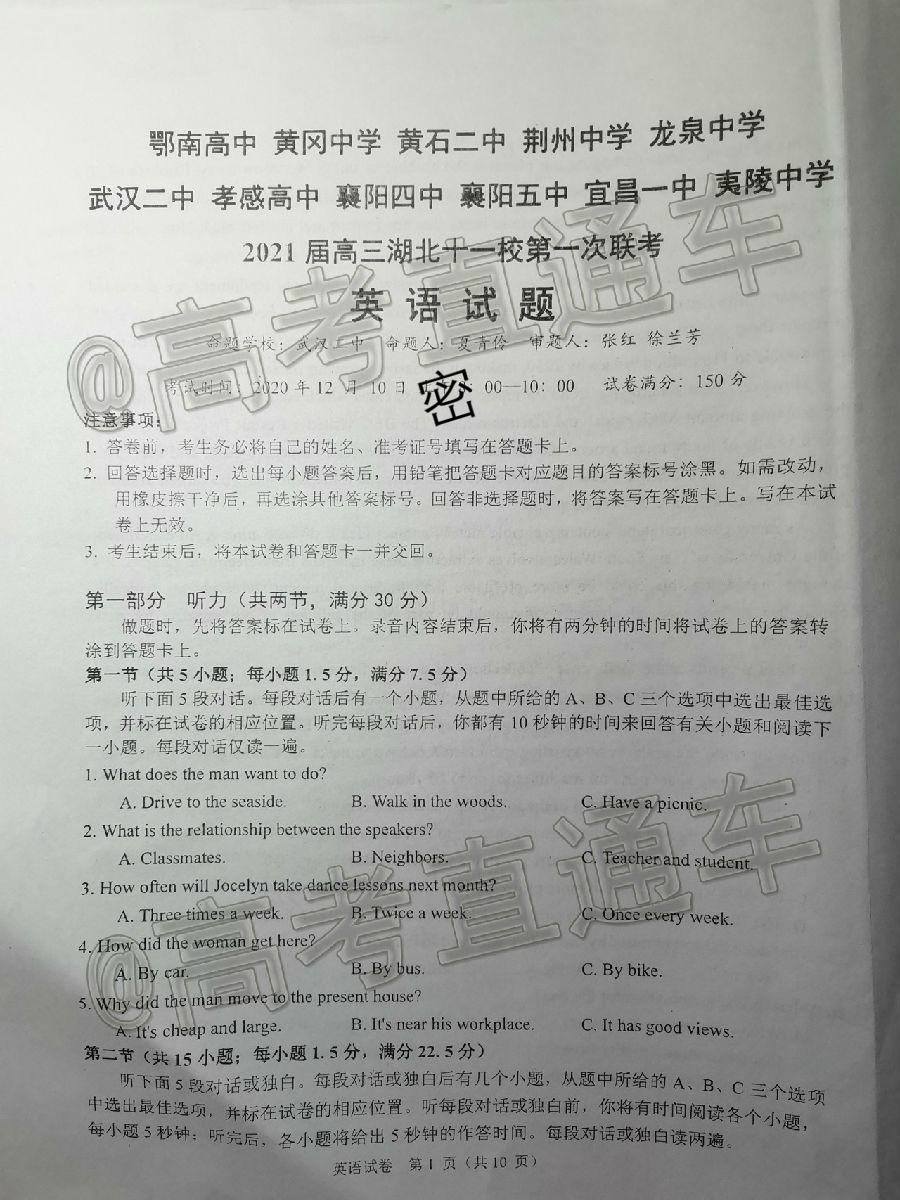 鄂南高中 黄冈中学 黄石二中 荆州中学 龙泉中学
武汉二中 孝感高中 襄阳四中 襄阳五中 宜昌一中 夷陵中学
2021 届高三湖北十一校第一次联考
英 语 试 题
命题学校：武汉二中 命题人：夏青伶 审题人：张红 徐兰芳
考试时间：2020 年 12 月 10 日 00—10：00 试卷满分：150 分
密
注意事项：
1. 答卷前，考生务必将自己的姓名、准考证号填写在答题卡上。
2. 回答选择题时，选出每小题答案后，用铅笔把答题卡对应题目的答案标号涂黑。如需改动，
用橡皮擦干净后，再选涂其他答案标号。回答非选择题时，将答案写在答题卡上。写在本试
卷上无效。
3. 考生结束后，将本试卷和答题卡一并交回。
第一部分 听力（共两节，满分 30 分）
做题时，先将答案标在试卷上。录音内容结束后，你将有两分钟的时间将试卷上的答案转
涂到答题卡上。
第一节（共 5 小题；每小题 1.5 分，满分 7.5 分）
听下面 5 段对话。每段对话后有一个小题，从题中所给的 A、B、C 三个选项中选出最佳选
项，并标在试卷的相应位置。听完每段对话后，你都有 10 秒钟的时间来回答有关小题和阅读下
一小题。每段对话仅读一遍。
1. What does the man want to do?
A. Drive to the seaside. B. Walk in the woods. C. Have a picnic.
2. What is the relationship between the speakers?
A. Classmates. B. Neighbors. C. Teacher and student.
3. How often will Jocelyn take dance lessons next month?
A. Three times a week. B. Twice a week. C. Once every week.
4. How did the woman get here?
A. By car. B. By bus. C. By bike.
5. Why did the man move to the present house?
A. It's cheap and large. B. It's near his workplace. C. It has good views.
第二节（共 15 小题；每小题 1.5 分，满分 22.5 分）
听下面 5 段对话或独白。每段对话或独白后有几个小题，从题中所给的 A、B、C 三个选项
中选出最佳选项，并标在试卷的相应位置。听每段对话或独白前，你将有时间阅读各个小题，
每小题 5 秒钟；听完后，各小题将给出 5 秒钟的作答时间。每段对话或独白读两遍。
英语试卷 第 1 页（共 10 页）
@高考直通车
@高考直通车